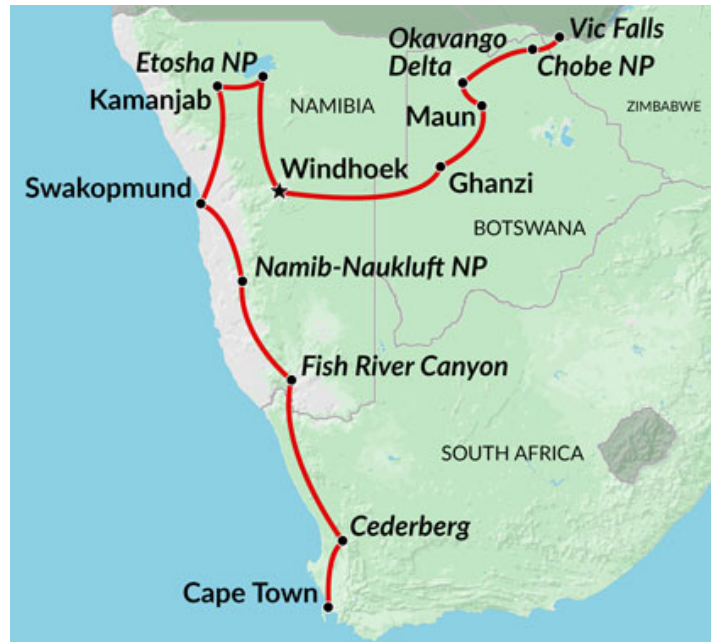 Vic Falls
Okavango
Delta
Chobe NP
Etosha NP
Kamanjab
NAMIBIA
Maun
ZIMBABWE
Windhoek
Ghanzi
Swakopmund
BOTSWANA
Namib-Naukluft NP
Fish River Canyon
SOUTH AFRICA
Cederberg
Cape Town